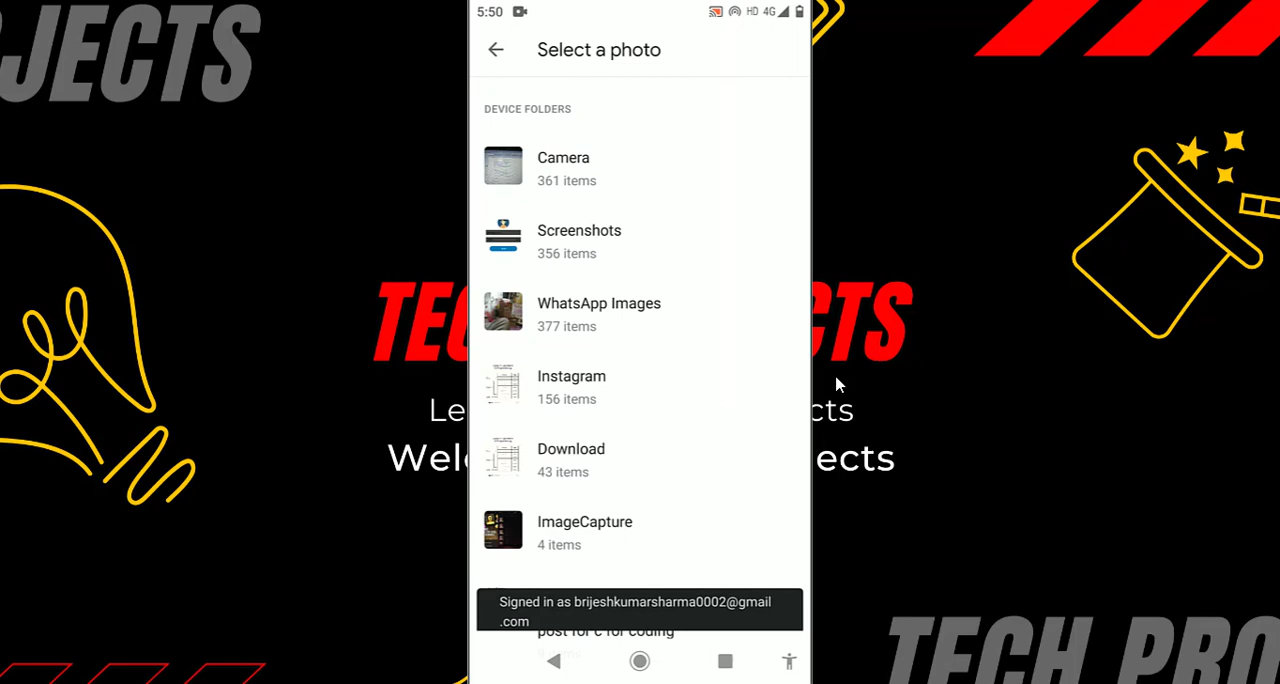 JECTS
5:50
HD 4G
Select a photo
DEVICE FOLDERS
Camera
361 items
Screenshots
356 items
WhatsApp Images
377 items
TEC
CTS
Instagram
156 items
Le
cts
Download
43 items
Welc
ects
ImageCapture
4 items
Signed in as brijeshkumarsharma0002@gmail
.com
post for c for coding
TECH PRO